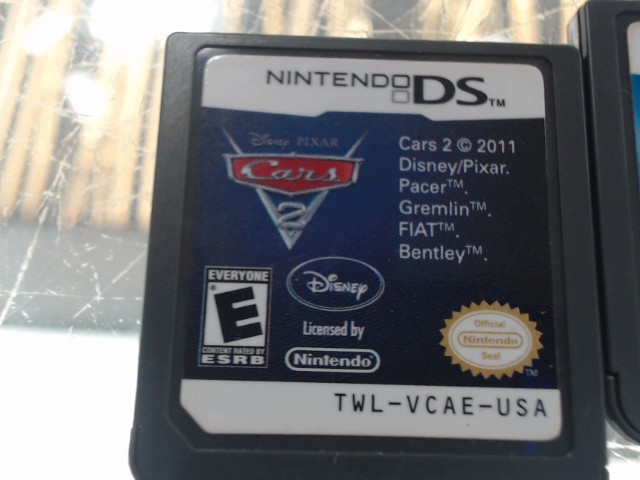 NINTENDO DS™
Disney PIXAR
Cars
2
Cars 2 © 2011
Disney/Pixar.
Pacer™.
Gremlin™.
FIAT™.
Bentley™.
EVERYONE
E
CONTENT RATED BY
ESRB
Disney
Licensed by
Nintendo
Official
Nintendo
Seal
TM
TWL-VCAE-USA